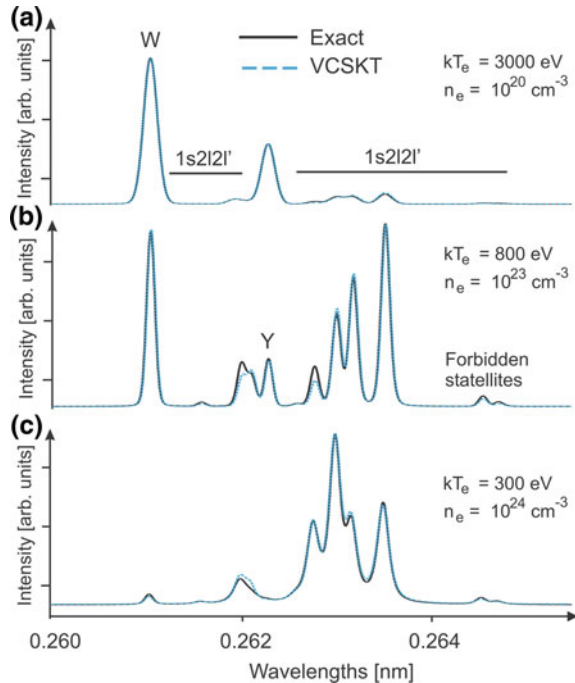 (a)
W
Exact
VCSKT
kTe = 3000 eV
ne = 10^20 cm^-3
1s2l2l'
1s2l2l'
Intensity [arb. units]
(b)
kTe = 800 eV
ne = 10^23 cm^-3
Y
Forbidden
statellites
Intensity [arb. units]
(c)
kTe = 300 eV
ne = 10^24 cm^-3
Intensity [arb. units]
0.260
0.262
0.264
Wavelengths [nm]